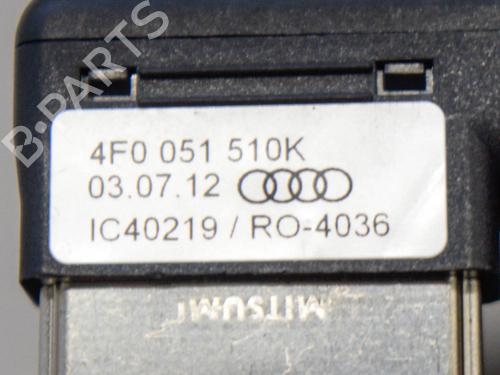 B-PARTS
4F0 051 510K
03.07.12
IC40219 / RO-4036
MITSUMI